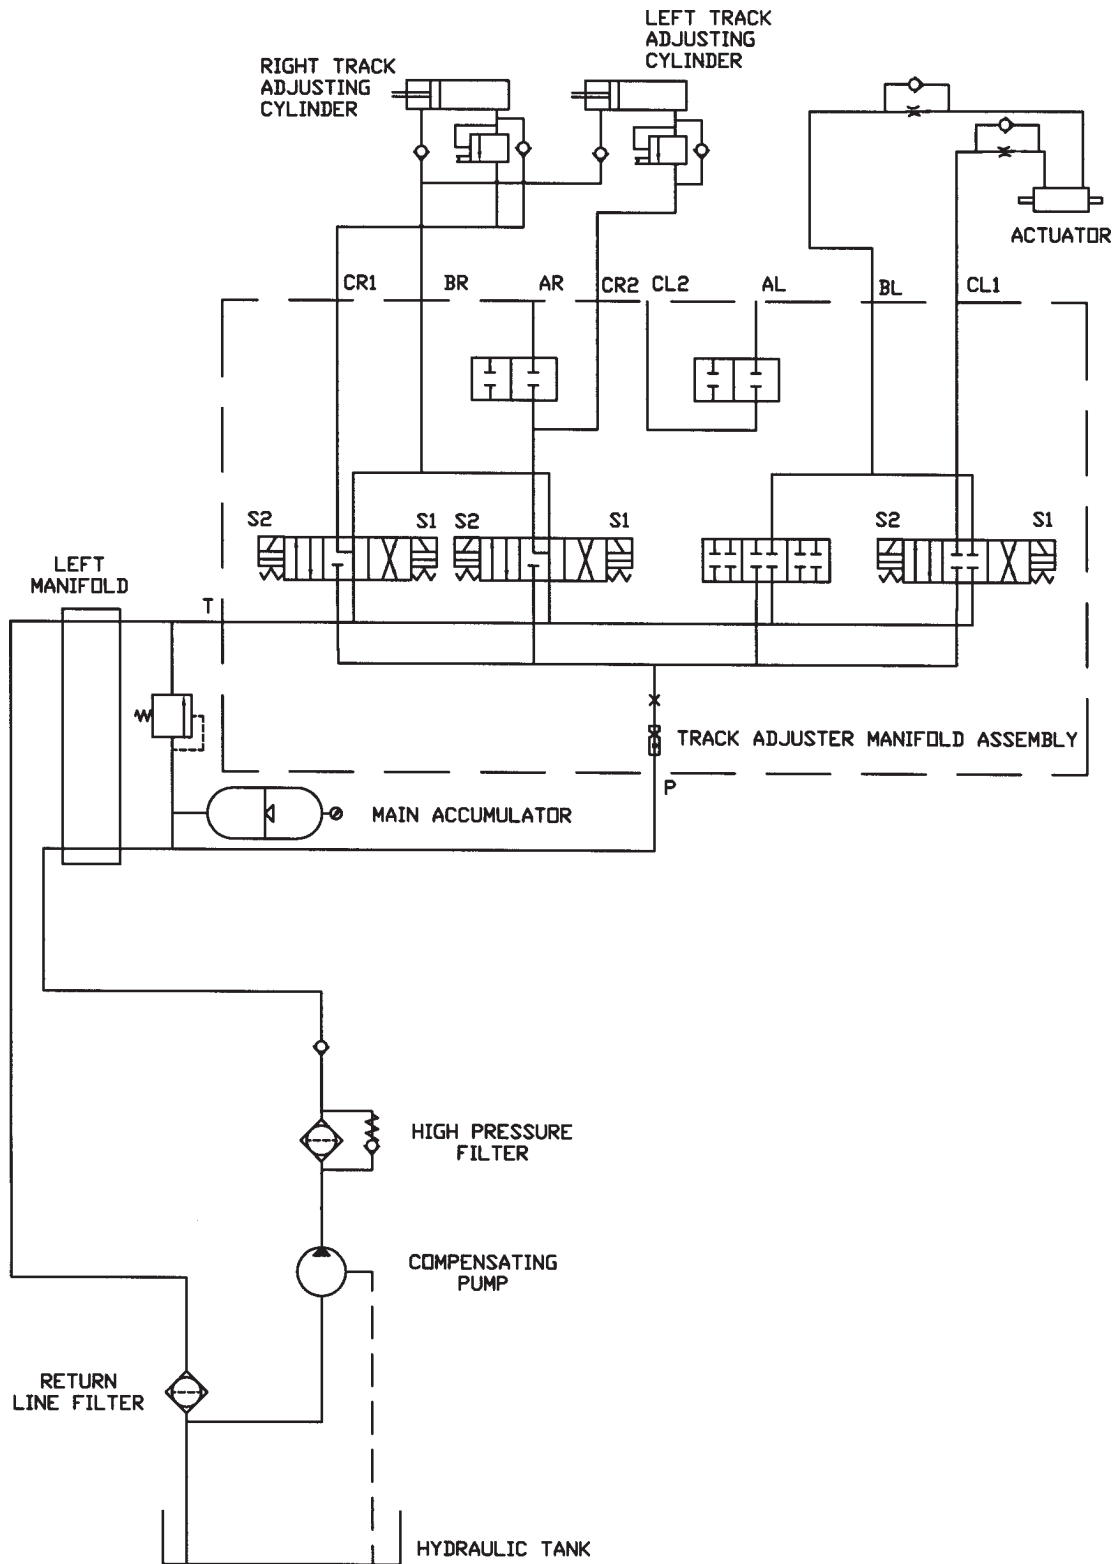 LEFT TRACK
ADJUSTING
CYLINDER
RIGHT TRACK
ADJUSTING
CYLINDER
ACTUATOR
CR1
BR
AR
CR2
CL2
AL
BL
CL1
S2
S1
S2
S1
S2
S1
LEFT
MANIFOLD
T
TRACK ADJUSTER MANIFOLD ASSEMBLY
P
MAIN ACCUMULATOR
HIGH PRESSURE
FILTER
COMPENSATING
PUMP
RETURN
LINE FILTER
HYDRAULIC TANK